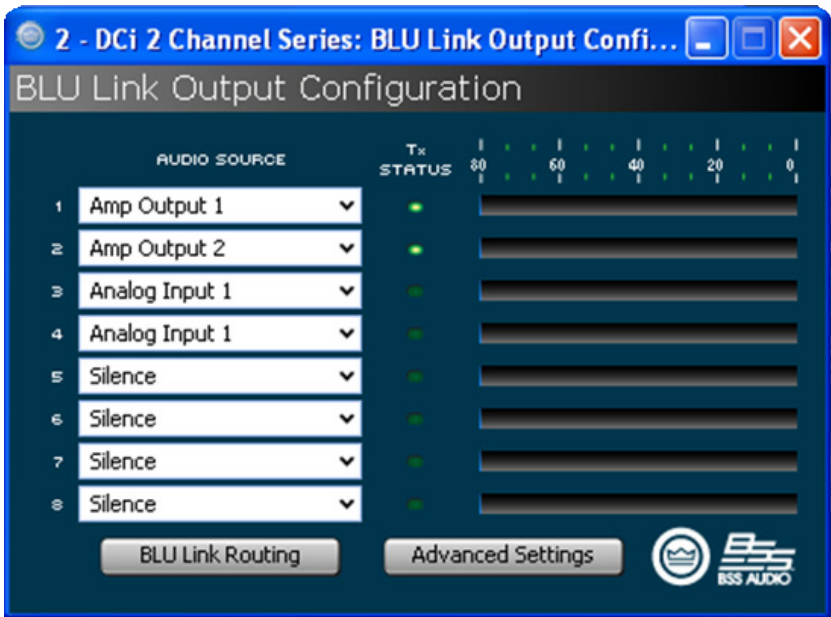 2 - DCi 2 Channel Series: BLU Link Output Confi...
BLU Link Output Configuration
AUDIO SOURCE
Tx STATUS
80 60 40 20 0
1 Amp Output 1
2 Amp Output 2
3 Analog Input 1
4 Analog Input 1
5 Silence
6 Silence
7 Silence
8 Silence
BLU Link Routing
Advanced Settings
BSS
BSS AUDIO